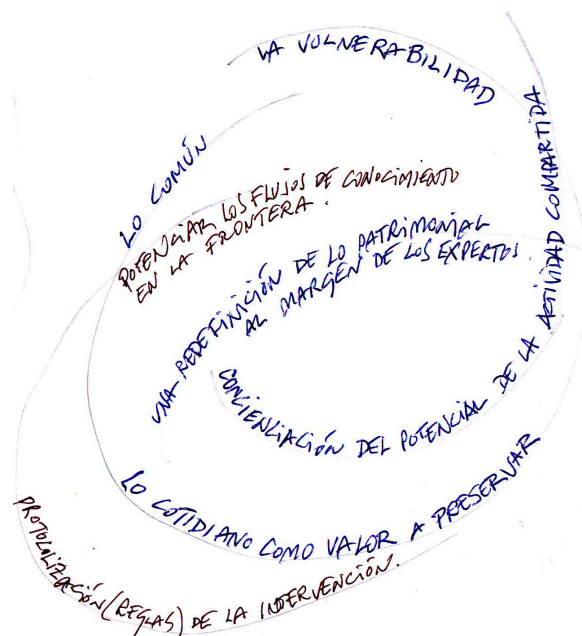 LA VULNERABILIDAD
LO COMÚN
POTENCIAR LOS FLUJOS DE CONOCIMIENTO
EN LA FRONTERA.
UNA REDEFINICIÓN DE LO PATRIMONIAL
AL MARGEN DE LOS EXPERTOS.
CONCIENCIACIÓN DEL POTENCIAL DE LA ACTIVIDAD COMPARTIDA
LO COTIDIANO COMO VALOR A PRESERVAR
PROTOCOLIZACIÓN (REGLAS) DE LA INTERVENCIÓN.